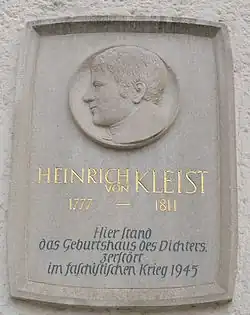 HEINRICH
VON KLEIST
1777 — 1811
Hier stand
das Geburtshaus des Dichters,
zerstört
im faschistischen Krieg 1945